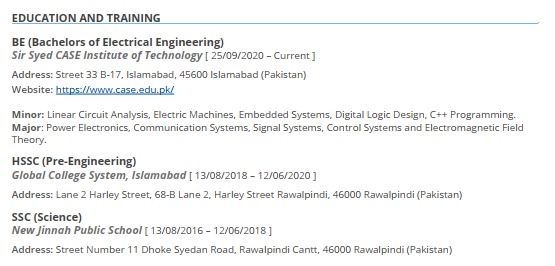 EDUCATION AND TRAINING
BE (Bachelors of Electrical Engineering)
Sir Syed CASE Institute of Technology [ 25/09/2020 – Current ]
Address: Street 33 B-17, Islamabad, 45600 Islamabad (Pakistan)
Website: https://www.case.edu.pk/
Minor: Linear Circuit Analysis, Electric Machines, Embedded Systems, Digital Logic Design, C++ Programming.
Major: Power Electronics, Communication Systems, Signal Systems, Control Systems and Electromagnetic Field
Theory.
HSSC (Pre-Engineering)
Global College System, Islamabad [ 13/08/2018 – 12/06/2020 ]
Address: Lane 2 Harley Street, 68-B Lane 2, Harley Street Rawalpindi, 46000 Rawalpindi (Pakistan)
SSC (Science)
New Jinnah Public School [ 13/08/2016 – 12/06/2018 ]
Address: Street Number 11 Dhoke Syedan Road, Rawalpindi Cantt, 46000 Rawalpindi (Pakistan)